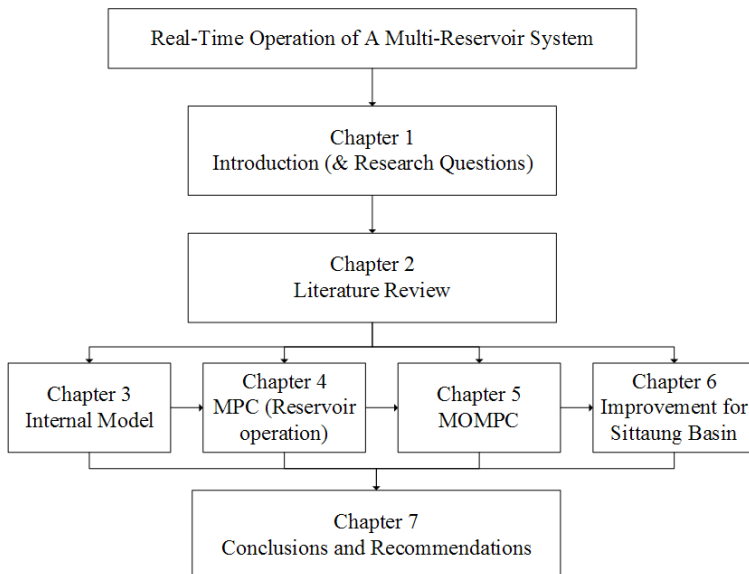 Real-Time Operation of A Multi-Reservoir System
Chapter 1
Introduction (& Research Questions)
Chapter 2
Literature Review
Chapter 3
Internal Model
Chapter 4
MPC (Reservoir
operation)
Chapter 5
MOMPC
Chapter 6
Improvement for
Sittaung Basin
Chapter 7
Conclusions and Recommendations